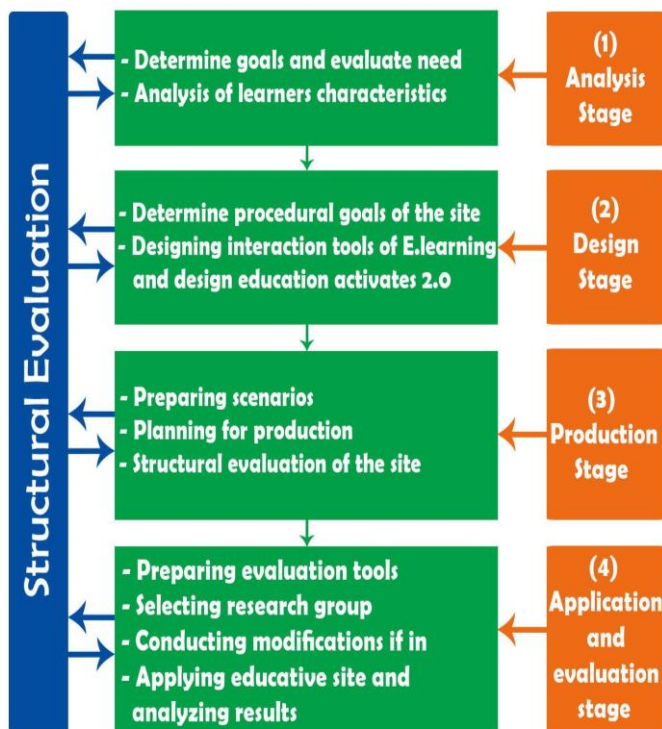 Structural Evaluation
- Determine goals and evaluate need
- Analysis of learners characteristics
(1)
Analysis
Stage
- Determine procedural goals of the site
- Designing interaction tools of E.learning
and design education activates 2.0
(2)
Design
Stage
- Preparing scenarios
- Planning for production
- Structural evaluation of the site
(3)
Production
Stage
- Preparing evaluation tools
- Selecting research group
- Conducting modifications if in
- Applying educative site and
analyzing results
(4)
Application
and
evaluation
stage